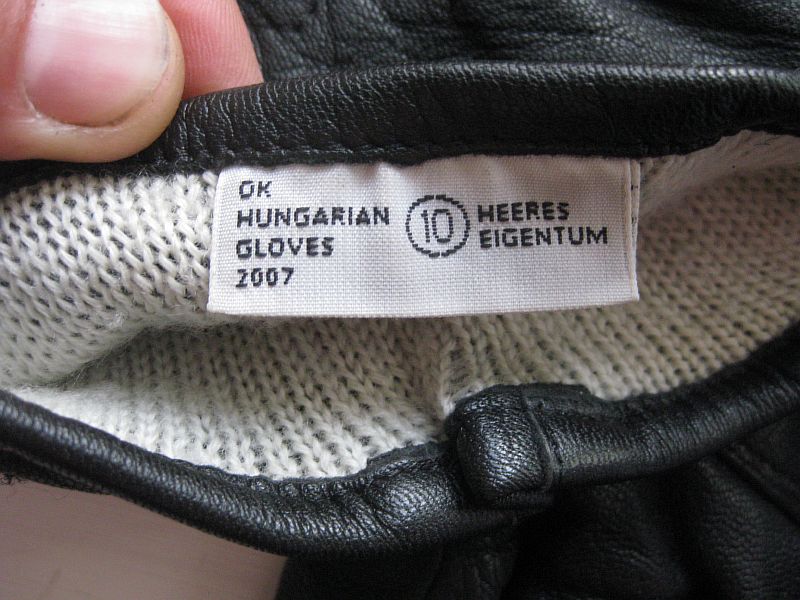 OK
HUNGARIAN
GLOVES
2007
10
HEERES
EIGENTUM